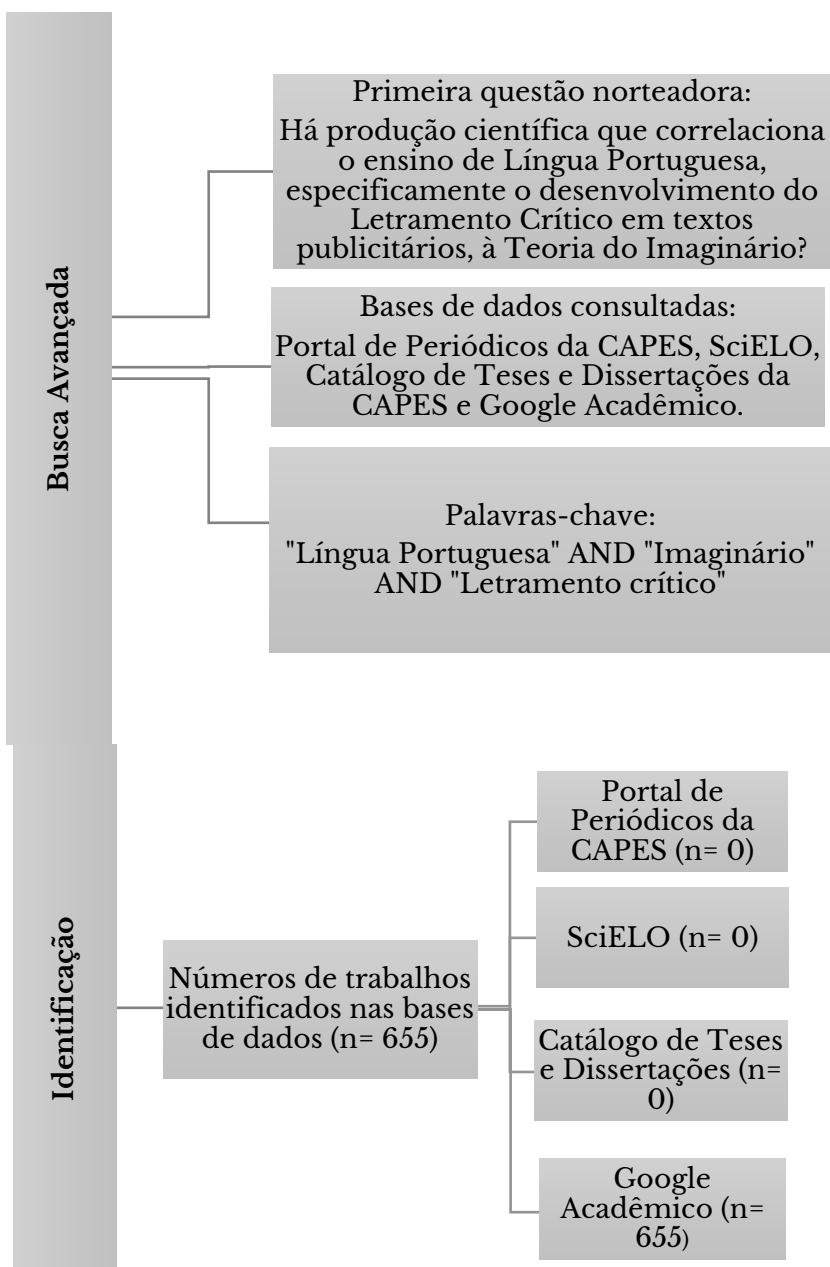 Busca Avançada
Primeira questão norteadora:
Há produção científica que correlaciona
o ensino de Língua Portuguesa,
especificamente o desenvolvimento do
Letramento Crítico em textos
publicitários, à Teoria do Imaginário?
Bases de dados consultadas:
Portal de Periódicos da CAPES, SciELO,
Catálogo de Teses e Dissertações da
CAPES e Google Acadêmico.
Palavras-chave:
"Língua Portuguesa" AND "Imaginário"
AND "Letramento crítico"
Identificação
Números de trabalhos
identificados nas bases
de dados (n= 655)
Portal de
Periódicos da
CAPES (n= 0)
SciELO (n= 0)
Catálogo de Teses
e Dissertações (n=
0)
Google
Acadêmico (n=
655)